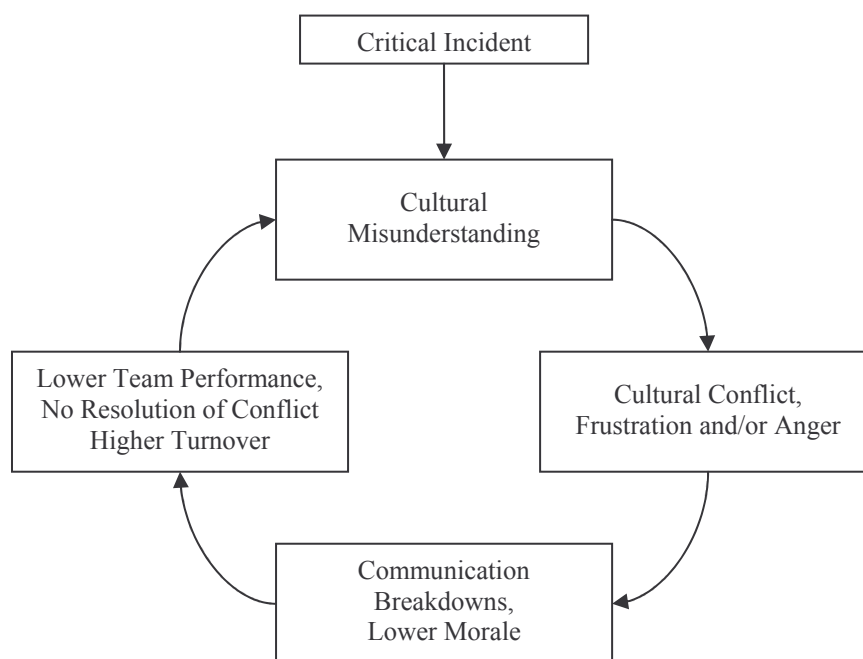 Critical Incident
Cultural
Misunderstanding
Cultural Conflict,
Frustration and/or Anger
Communication
Breakdowns,
Lower Morale
Lower Team Performance,
No Resolution of Conflict
Higher Turnover